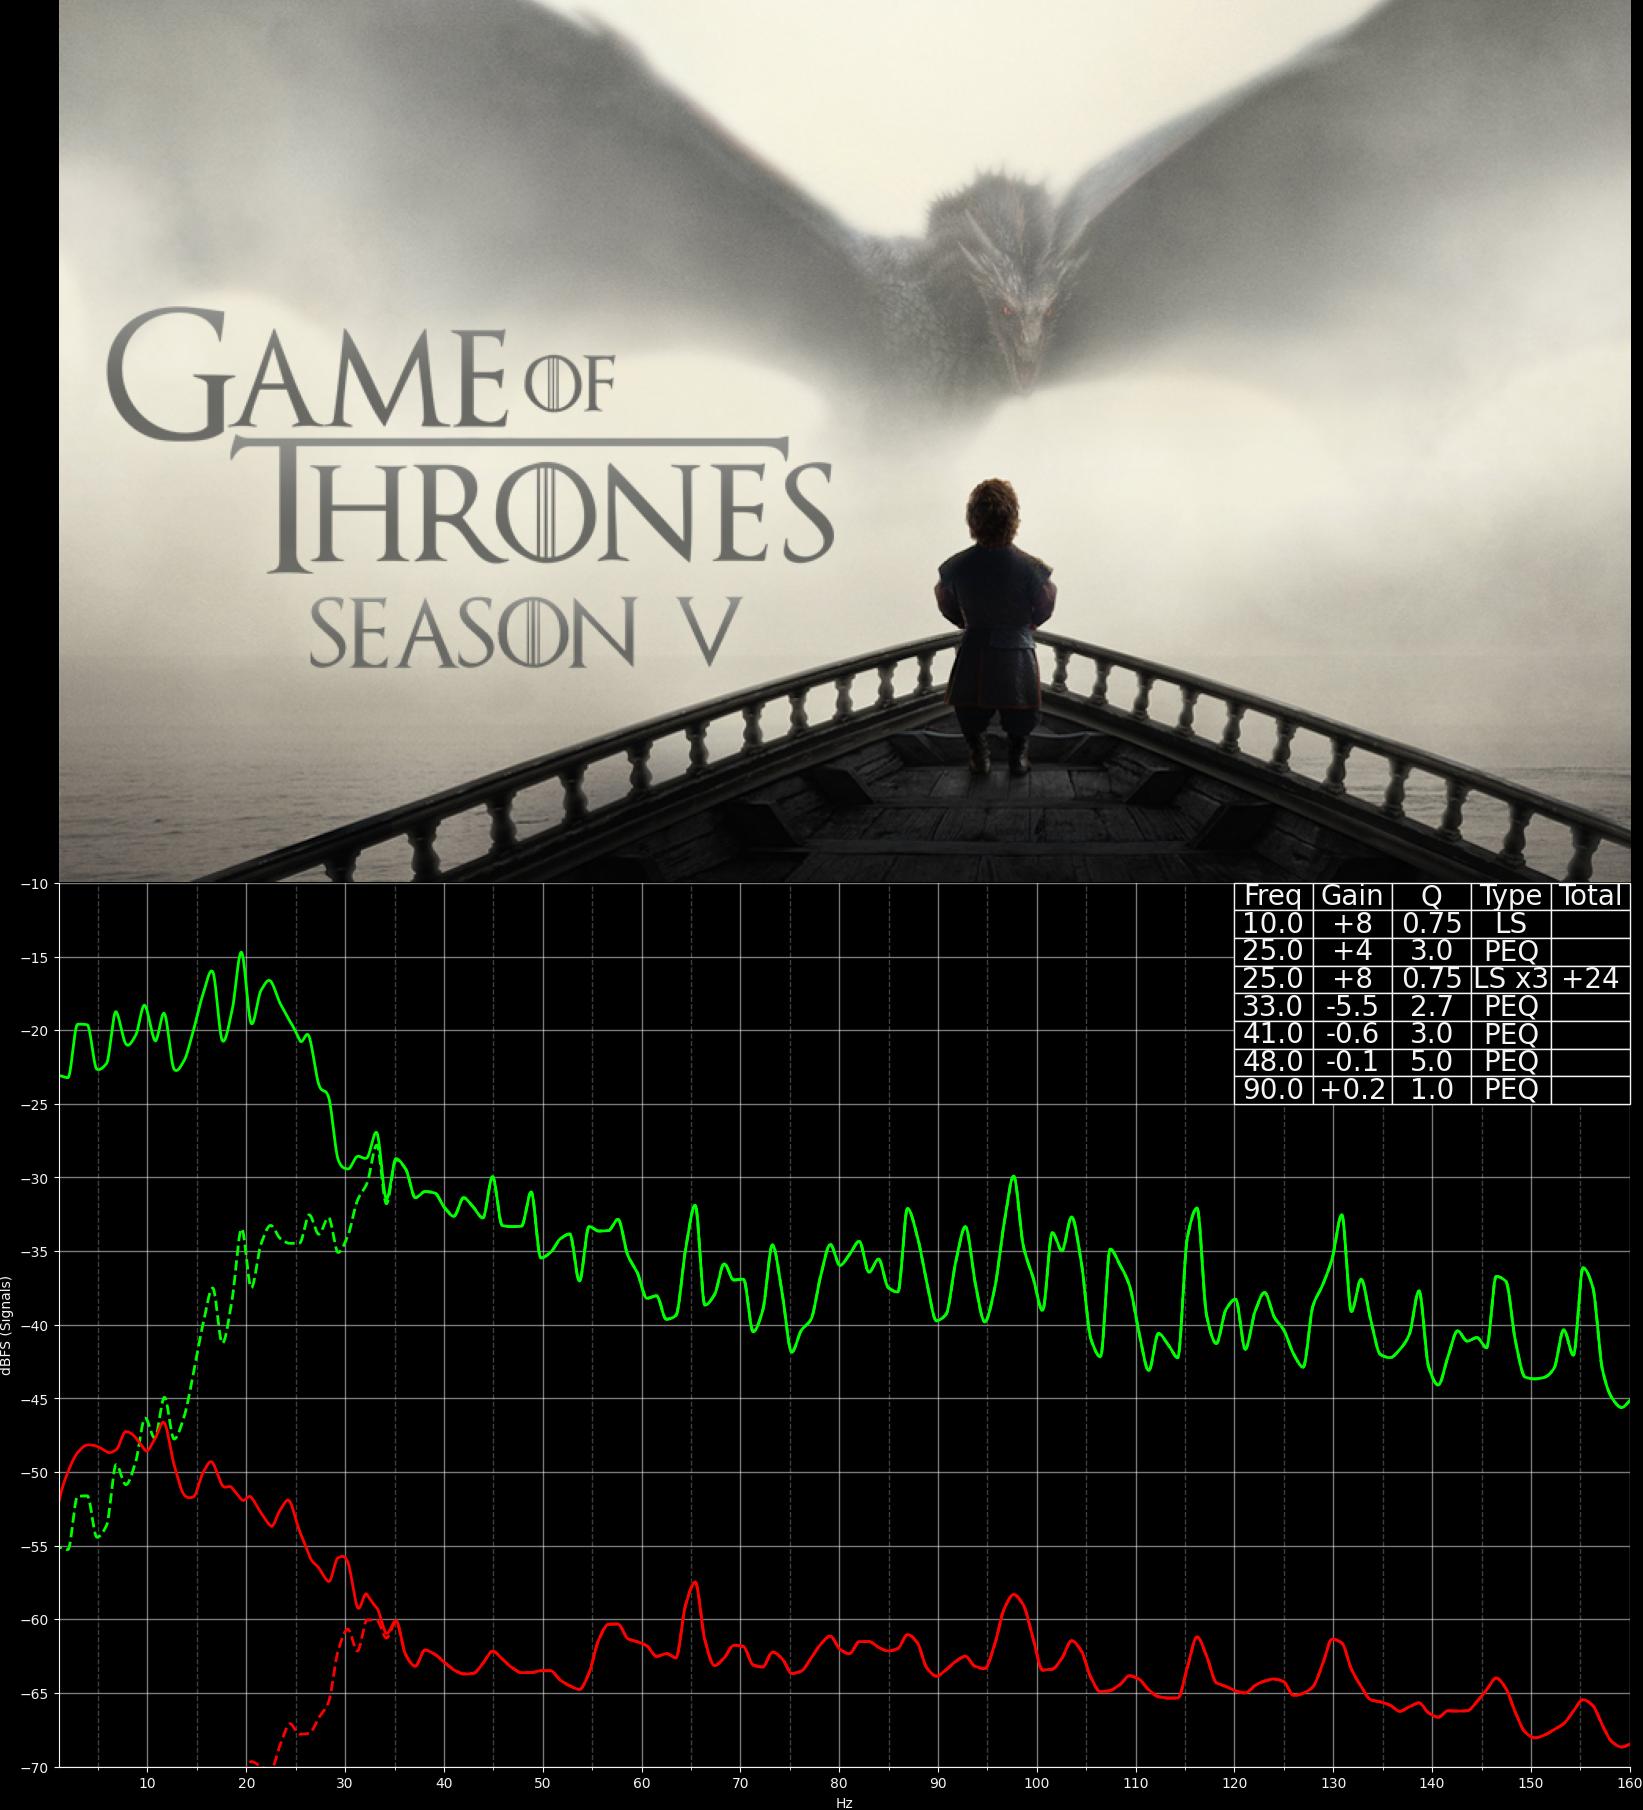 GAME OF
THRONES
SEASON V
Freq Gain Q Type Total
10.0 +8 0.75 LS
25.0 +4 3.0 PEQ
25.0 +8 0.75 LS x3 +24
33.0 -5.5 2.7 PEQ
41.0 -0.6 3.0 PEQ
48.0 -0.1 5.0 PEQ
90.0 +0.2 1.0 PEQ
−10
−15
−20
−25
−30
−35
−40
−45
−50
−55
−60
−65
−70
dBFS (Signals)
10 20 30 40 50 60 70 80 90 100 110 120 130 140 150 160
Hz